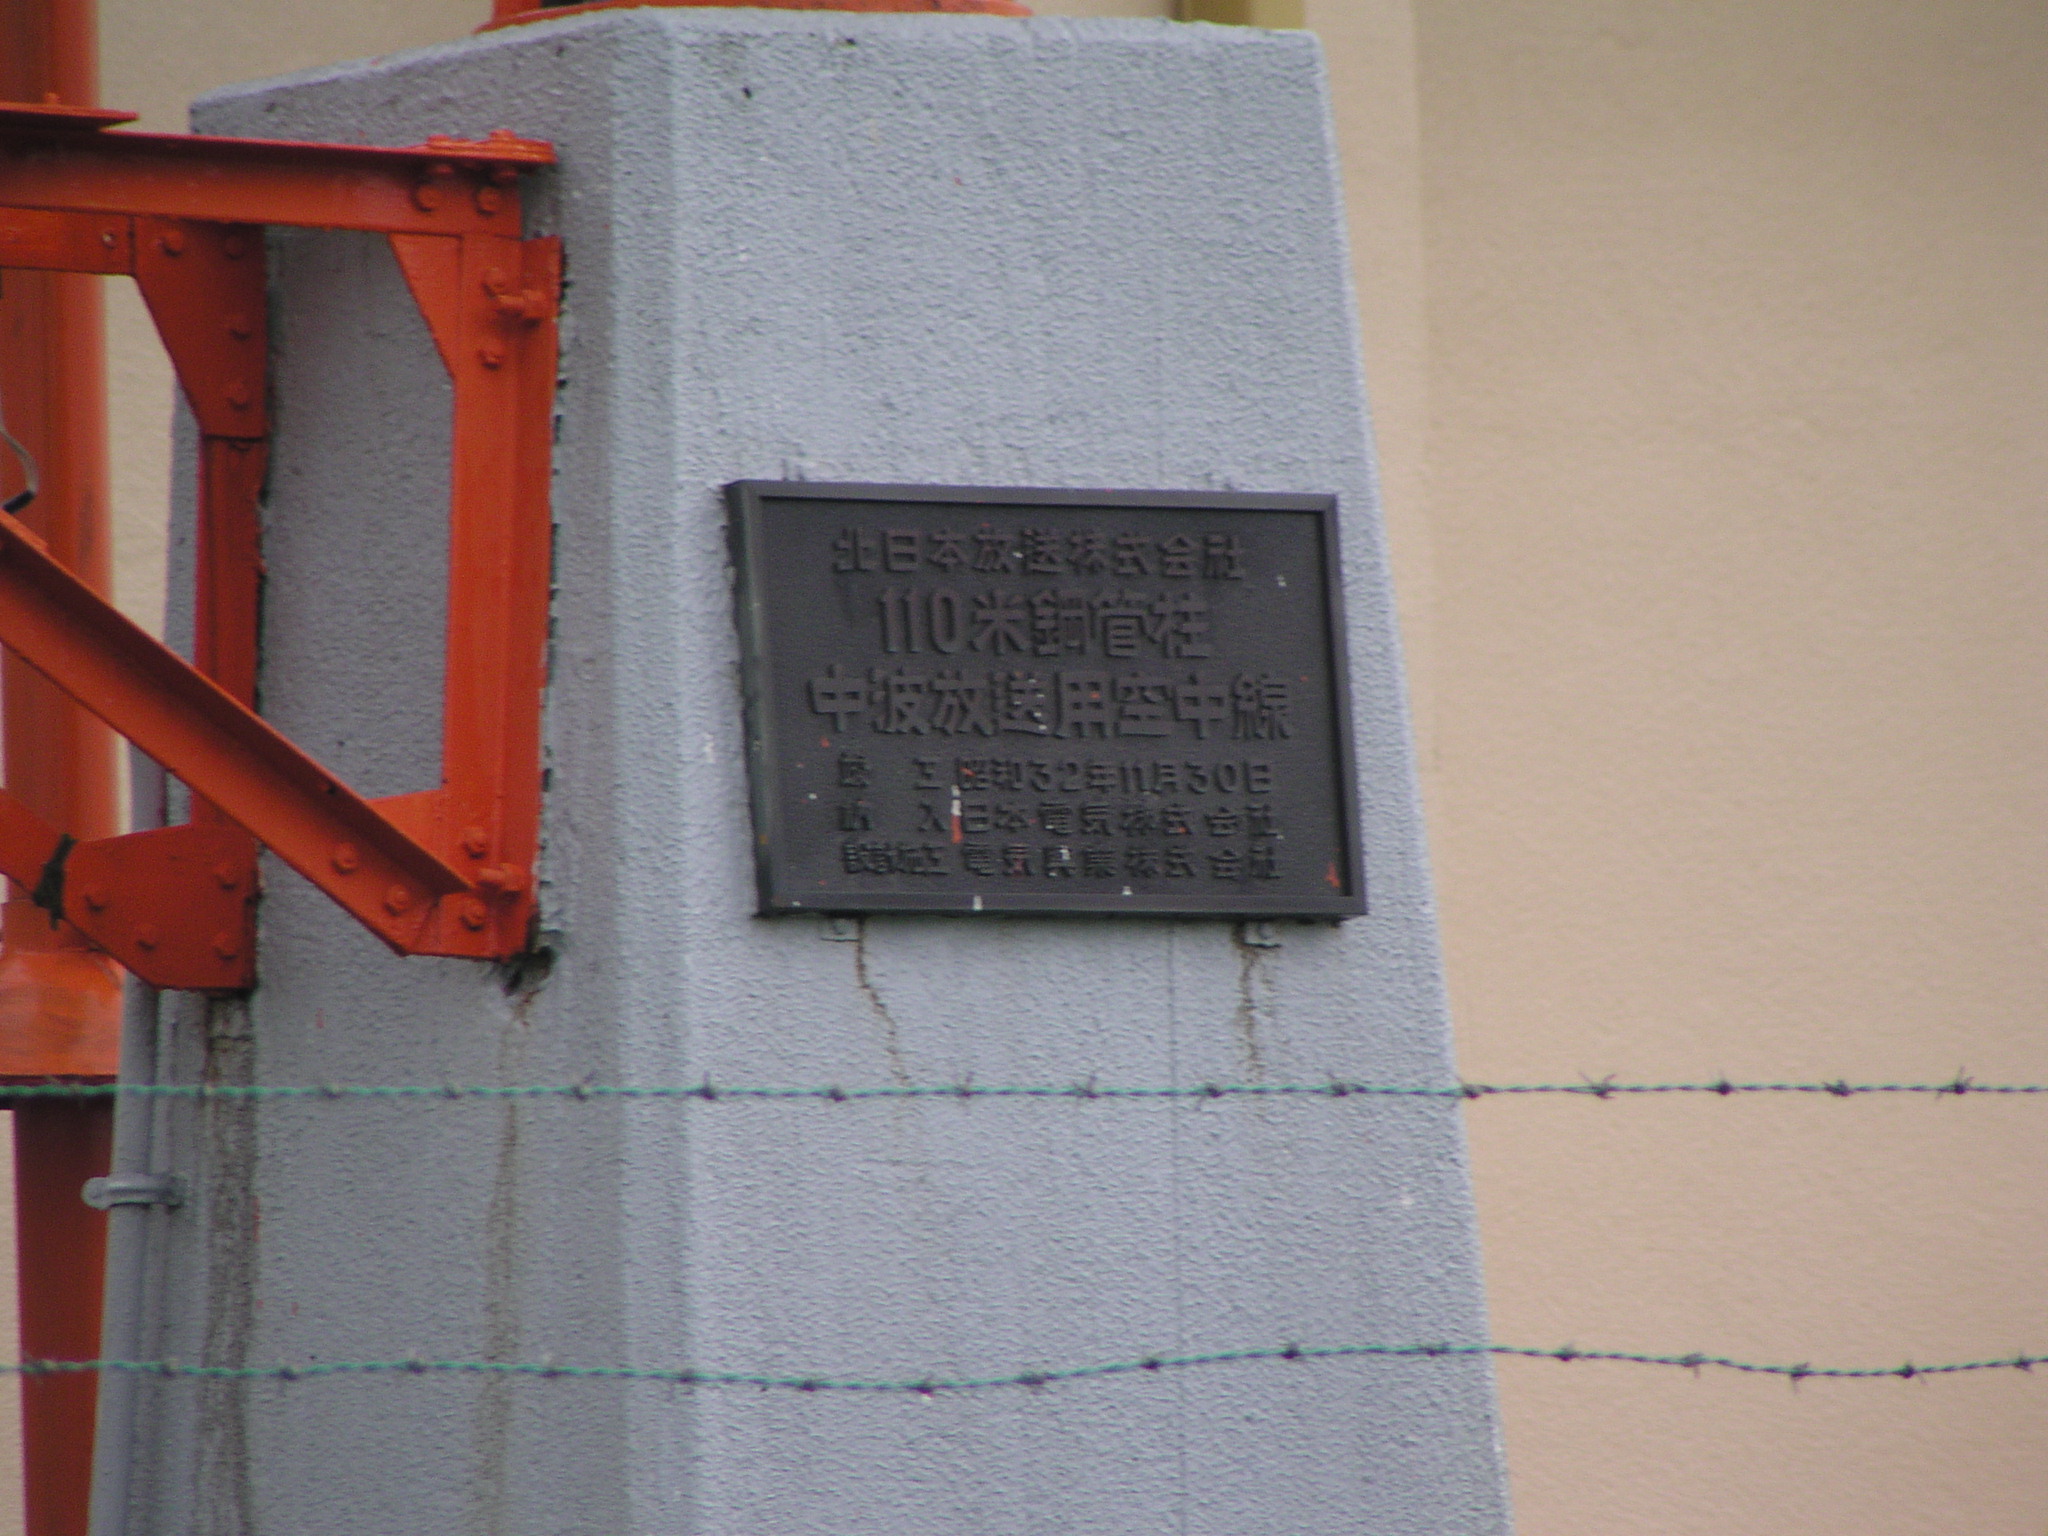 北日本放送株式会社
110米鋼管柱
中波放送用空中線
竣 工 昭和32年11月30日
納 入 日本電気株式会社
設計施工 電気興業株式会社